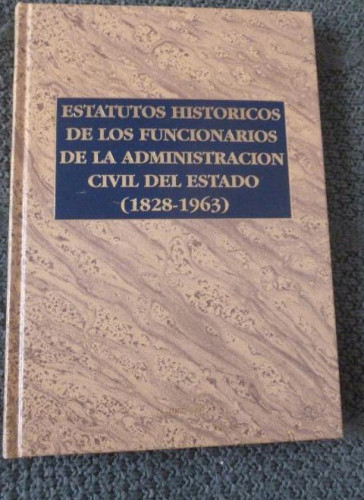 ESTATUTOS HISTORICOS
DE LOS FUNCIONARIOS
DE LA ADMINISTRACION
CIVIL DEL ESTADO
(1828-1963)